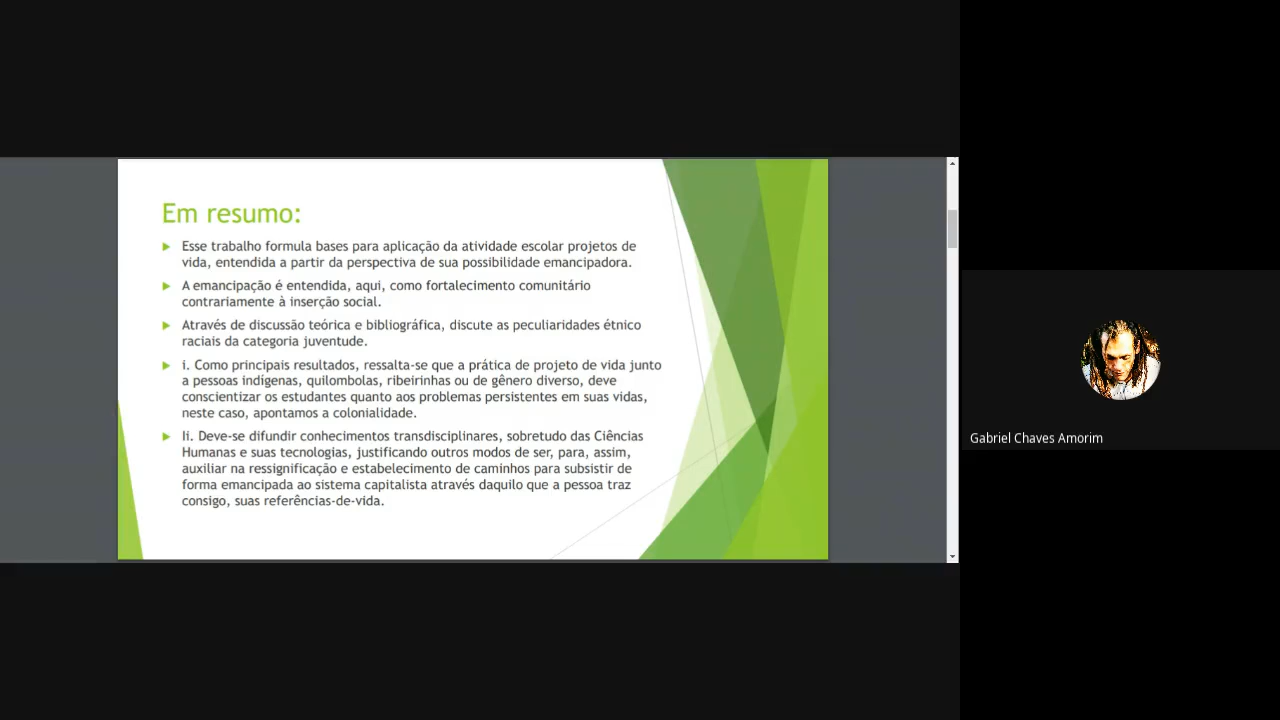 Em resumo:
Esse trabalho formula bases para aplicação da atividade escolar projetos de
vida, entendida a partir da perspectiva de sua possibilidade emancipadora.
A emancipação é entendida, aqui, como fortalecimento comunitário
contrariamente à inserção social.
Através de discussão teórica e bibliográfica, discute as peculiaridades étnico
raciais da categoria juventude.
i. Como principais resultados, ressalta-se que a prática de projeto de vida junto
a pessoas indígenas, quilombolas, ribeirinhas ou de gênero diverso, deve
conscientizar os estudantes quanto aos problemas persistentes em suas vidas,
neste caso, apontamos a colonialidade.
Ii. Deve-se difundir conhecimentos transdisciplinares, sobretudo das Ciências
Humanas e suas tecnologias, justificando outros modos de ser, para, assim,
auxiliar na ressignificação e estabelecimento de caminhos para subsistir de
forma emancipada ao sistema capitalista através daquilo que a pessoa traz
consigo, suas referências-de-vida.
Gabriel Chaves Amorim